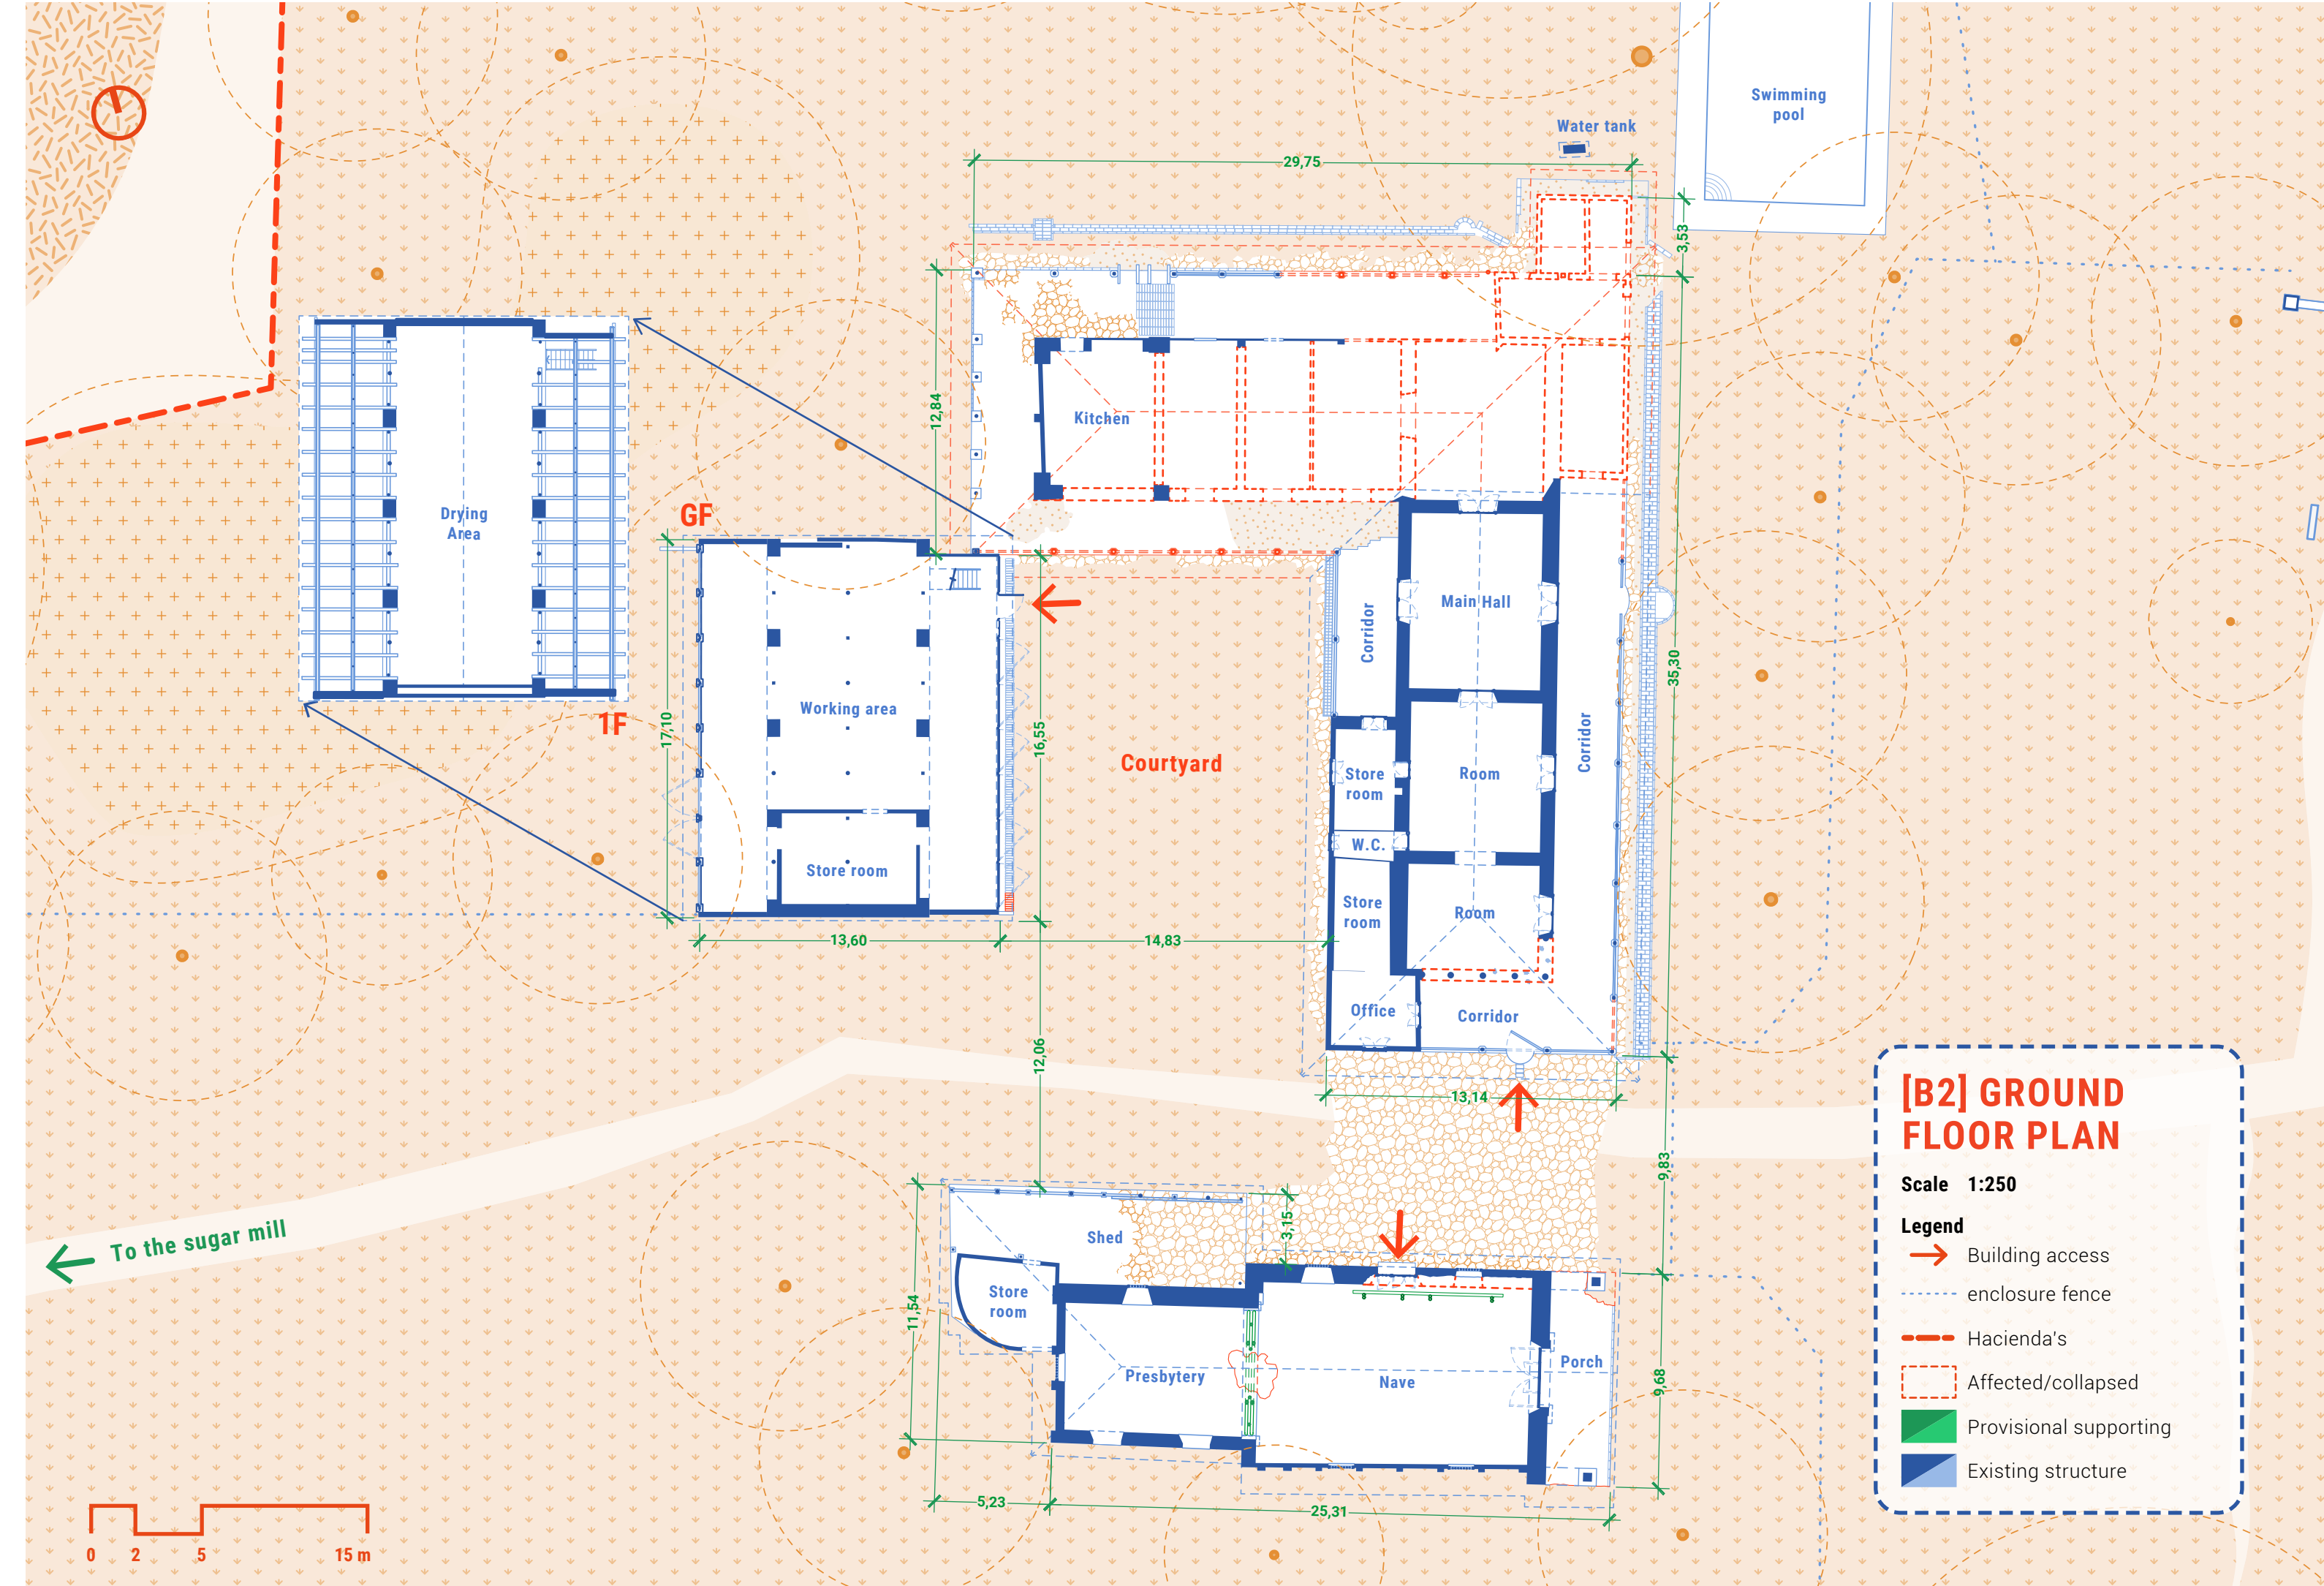 Swimming
pool
Water tank
29,75
3,53
12,84
Kitchen
Drying
Area
GF
1F
17,10
16,55
Working area
Store room
Courtyard
Corridor
Main Hall
35,30
Corridor
Store
room
Room
W.C.
Store
room
Room
Office
Corridor
13,60
14,83
12,06
13,14
9,83
To the sugar mill
3,15
Shed
Store
room
11,54
Presbytery
Nave
Porch
9,68
5,23
25,31
0 2 5 15 m
[B2] GROUND
FLOOR PLAN
Scale 1:250
Legend
Building access
enclosure fence
Hacienda's
Affected/collapsed
Provisional supporting
Existing structure